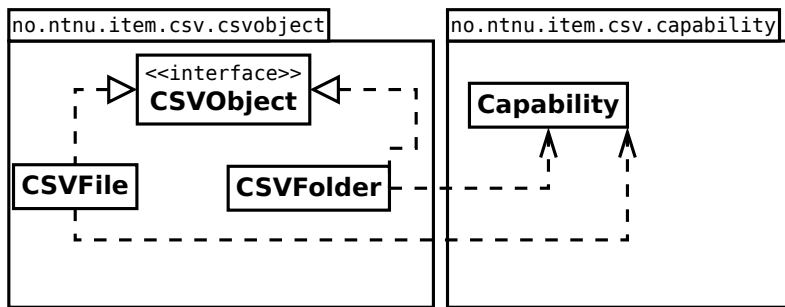 no.ntnu.item.csv.csvobject
no.ntnu.item.csv.capability
<<interface>>
CSVObject
Capability
CSVFile
CSVFolder